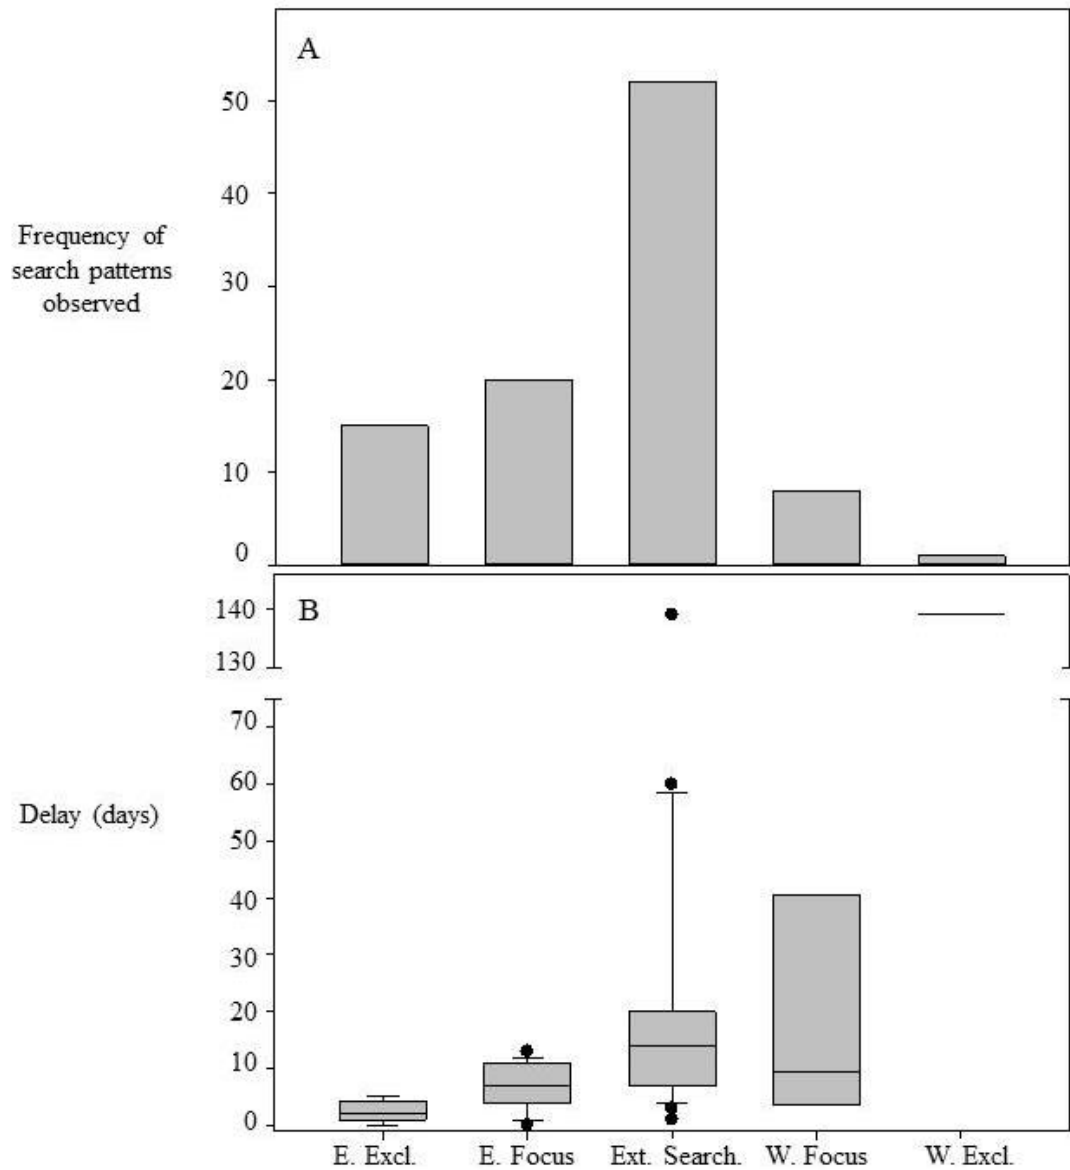 A
50
40
30
20
10
0
Frequency of
search patterns
observed
B
140
130
70
60
50
40
30
20
10
0
Delay (days)
E. Excl.
E. Focus
Ext. Search.
W. Focus
W. Excl.